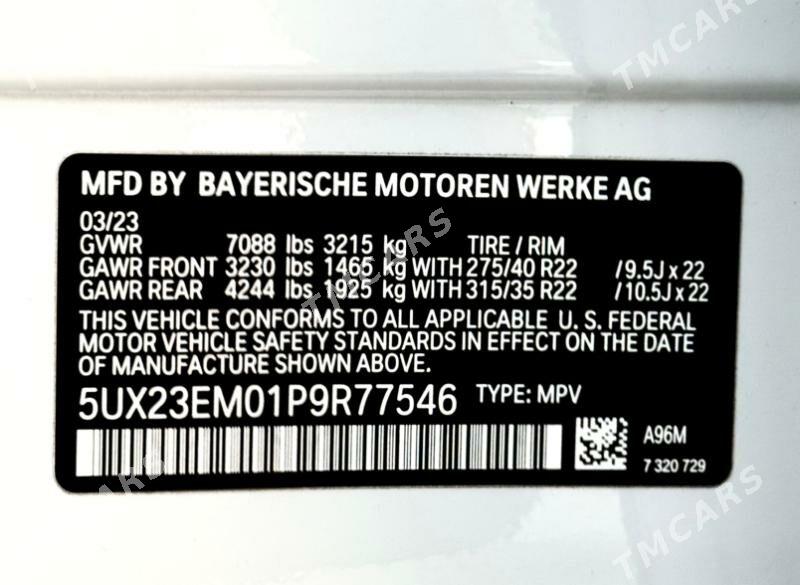 TMCARS
MFD BY BAYERISCHE MOTOREN WERKE AG
03/23
GVWR 7088 lbs 3215 kg TIRE / RIM
GAWR FRONT 3230 lbs 1465 kg WITH 275/40 R22 /9.5J x 22
GAWR REAR 4244 lbs 1925 kg WITH 315/35 R22 /10.5J x 22
THIS VEHICLE CONFORMS TO ALL APPLICABLE U. S. FEDERAL
MOTOR VEHICLE SAFETY STANDARDS IN EFFECT ON THE DATE
OF MANUFACTURE SHOWN ABOVE.
5UX23EM01P9R77546 TYPE: MPV
A96M
7 320 729
TMCARS
TMCARS
TMCARS